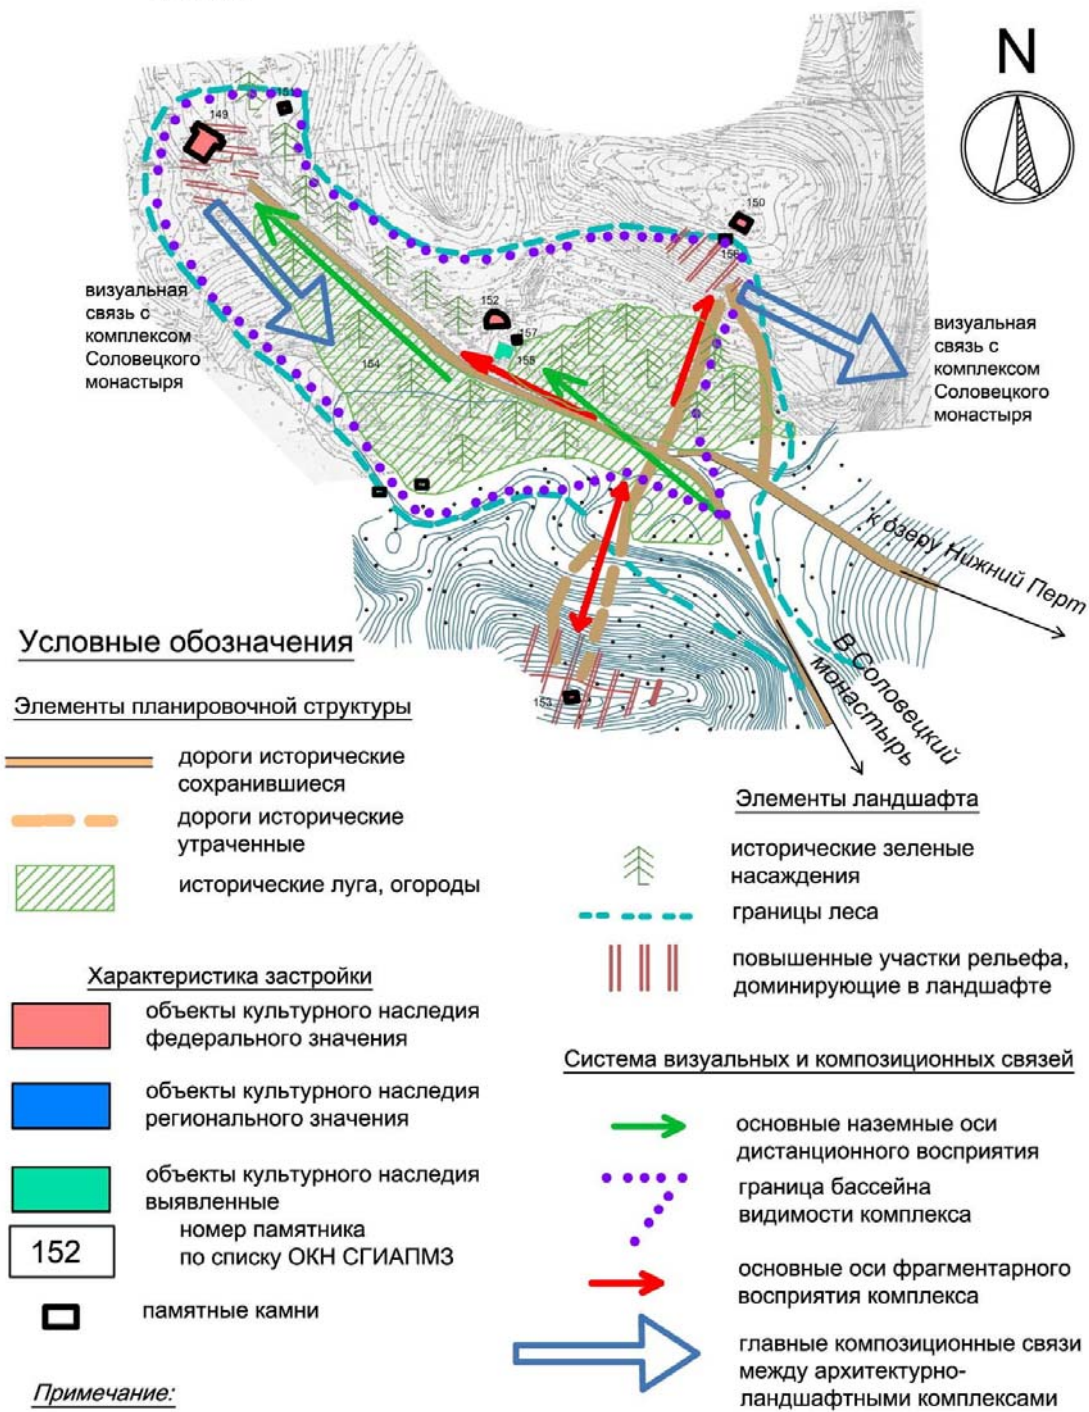 N
151
149
150
156
152
157
155
154
153
визуальная
связь с
комплексом
Соловецкого
монастыря
визуальная
связь с
комплексом
Соловецкого
монастыря
к озеру Нижний Перт
В Соловецкий
монастырь
Условные обозначения
Элементы планировочной структуры
дороги исторические
сохранившиеся
дороги исторические
утраченные
исторические луга, огороды
Характеристика застройки
объекты культурного наследия
федерального значения
объекты культурного наследия
регионального значения
объекты культурного наследия
выявленные
номер памятника
152
по списку ОКН СГИАПМЗ
памятные камни
Примечание:
Элементы ландшафта
исторические зеленые
насаждения
границы леса
повышенные участки рельефа,
доминирующие в ландшафте
Система визуальных и композиционных связей
основные наземные оси
дистанционного восприятия
граница бассейна
видимости комплекса
основные оси фрагментарного
восприятия комплекса
главные композиционные связи
между архитектурно-
ландшафтными комплексами